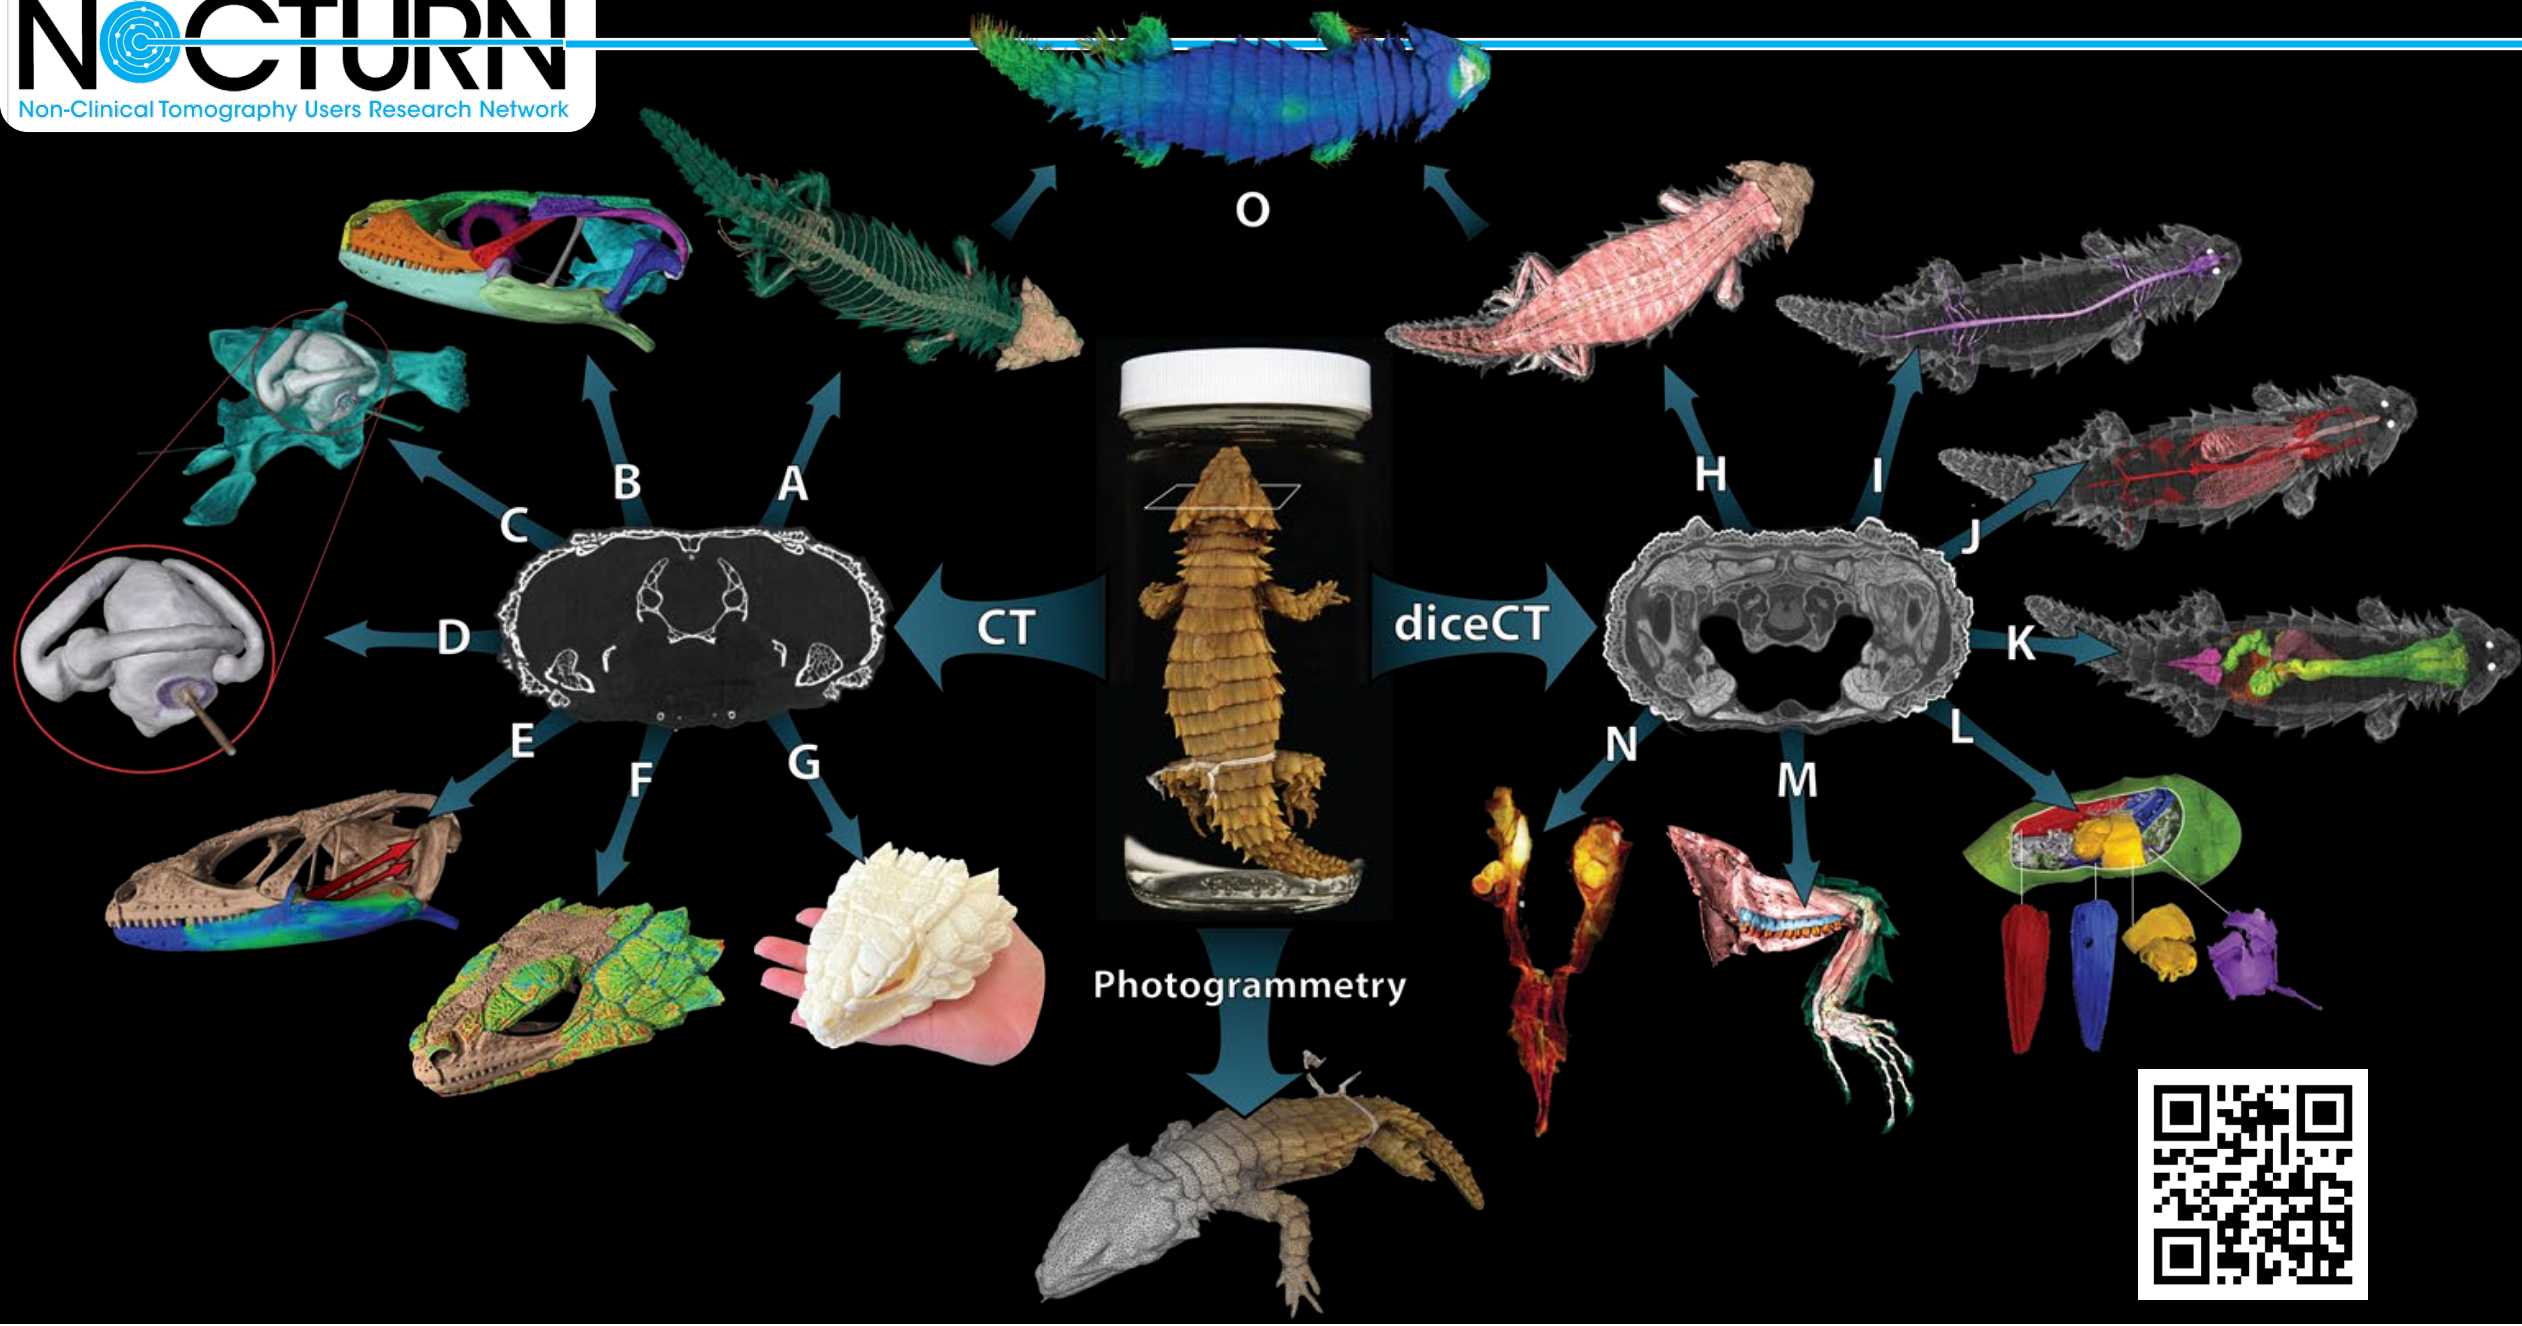 NOCTURN
Non-Clinical Tomography Users Research Network
O
B
A
H
I
C
J
D
CT
diceCT
K
E
F
G
N
M
L
Photogrammetry